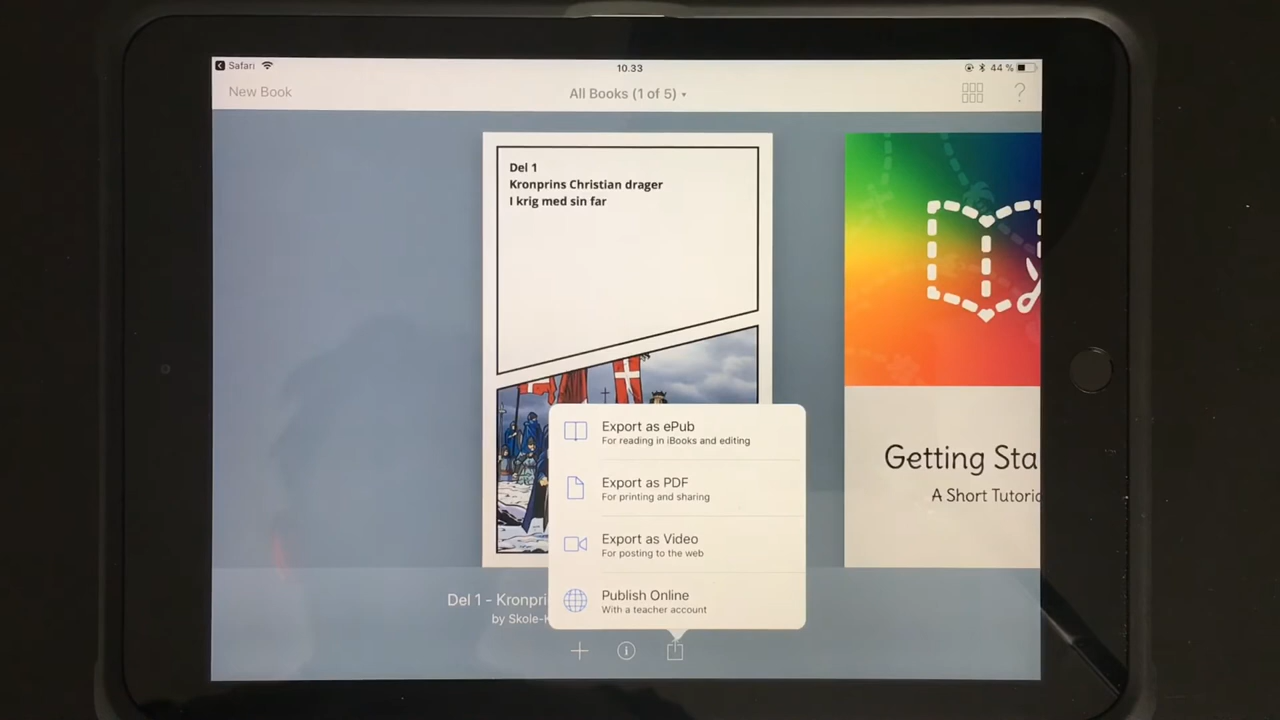 Safari
10.33
44 %
New Book
All Books (1 of 5)
?
Del 1
Kronprins Christian drager
I krig med sin far
Getting Sta
A Short Tutoria
Export as ePub
For reading in iBooks and editing
Export as PDF
For printing and sharing
Export as Video
For posting to the web
Publish Online
With a teacher account
Del 1 - Kronpri
by Skole-